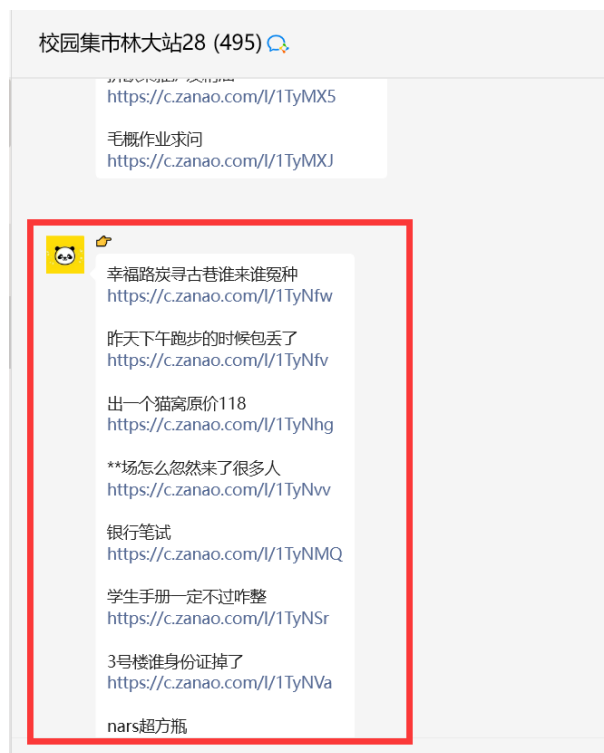 校园集市林大站28 (495)
https://c.zanao.com/l/1TyMX5
毛概作业求问
https://c.zanao.com/l/1TyMXJ
幸福路炭寻古巷谁来谁冤种
https://c.zanao.com/l/1TyNfw
昨天下午跑步的时候包丢了
https://c.zanao.com/l/1TyNfv
出一个猫窝原价118
https://c.zanao.com/l/1TyNhg
**场怎么忽然来了很多人
https://c.zanao.com/l/1TyNvv
银行笔试
https://c.zanao.com/l/1TyNMQ
学生手册一定不过咋整
https://c.zanao.com/l/1TyNSr
3号楼谁身份证掉了
https://c.zanao.com/l/1TyNVa
nars超方瓶